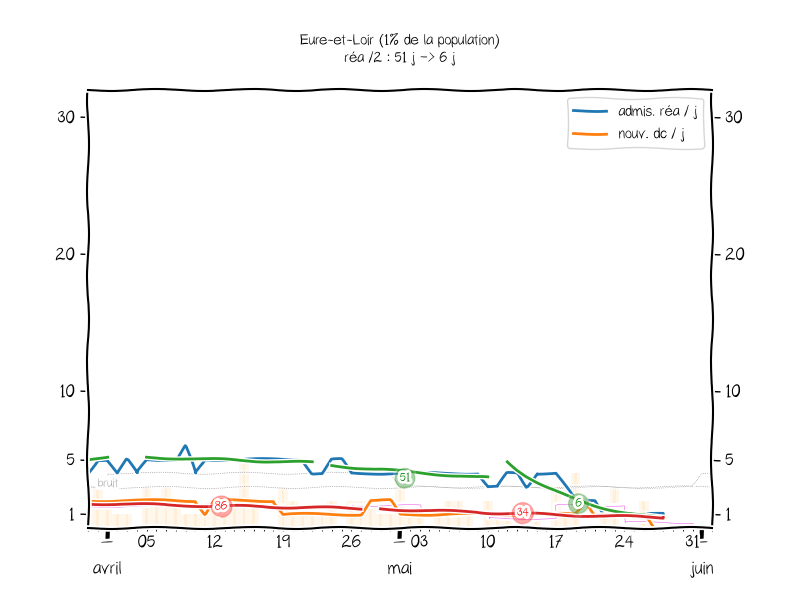 Eure-et-Loir (1% de la population)
réa /2 : 51 j -> 6 j
admis. réa / j
nouv. dc / j
30
30
20
20
10
10
5
5
bruit
1
1
51
86
34
6
05
12
19
26
03
10
17
24
31
avril
mai
juin